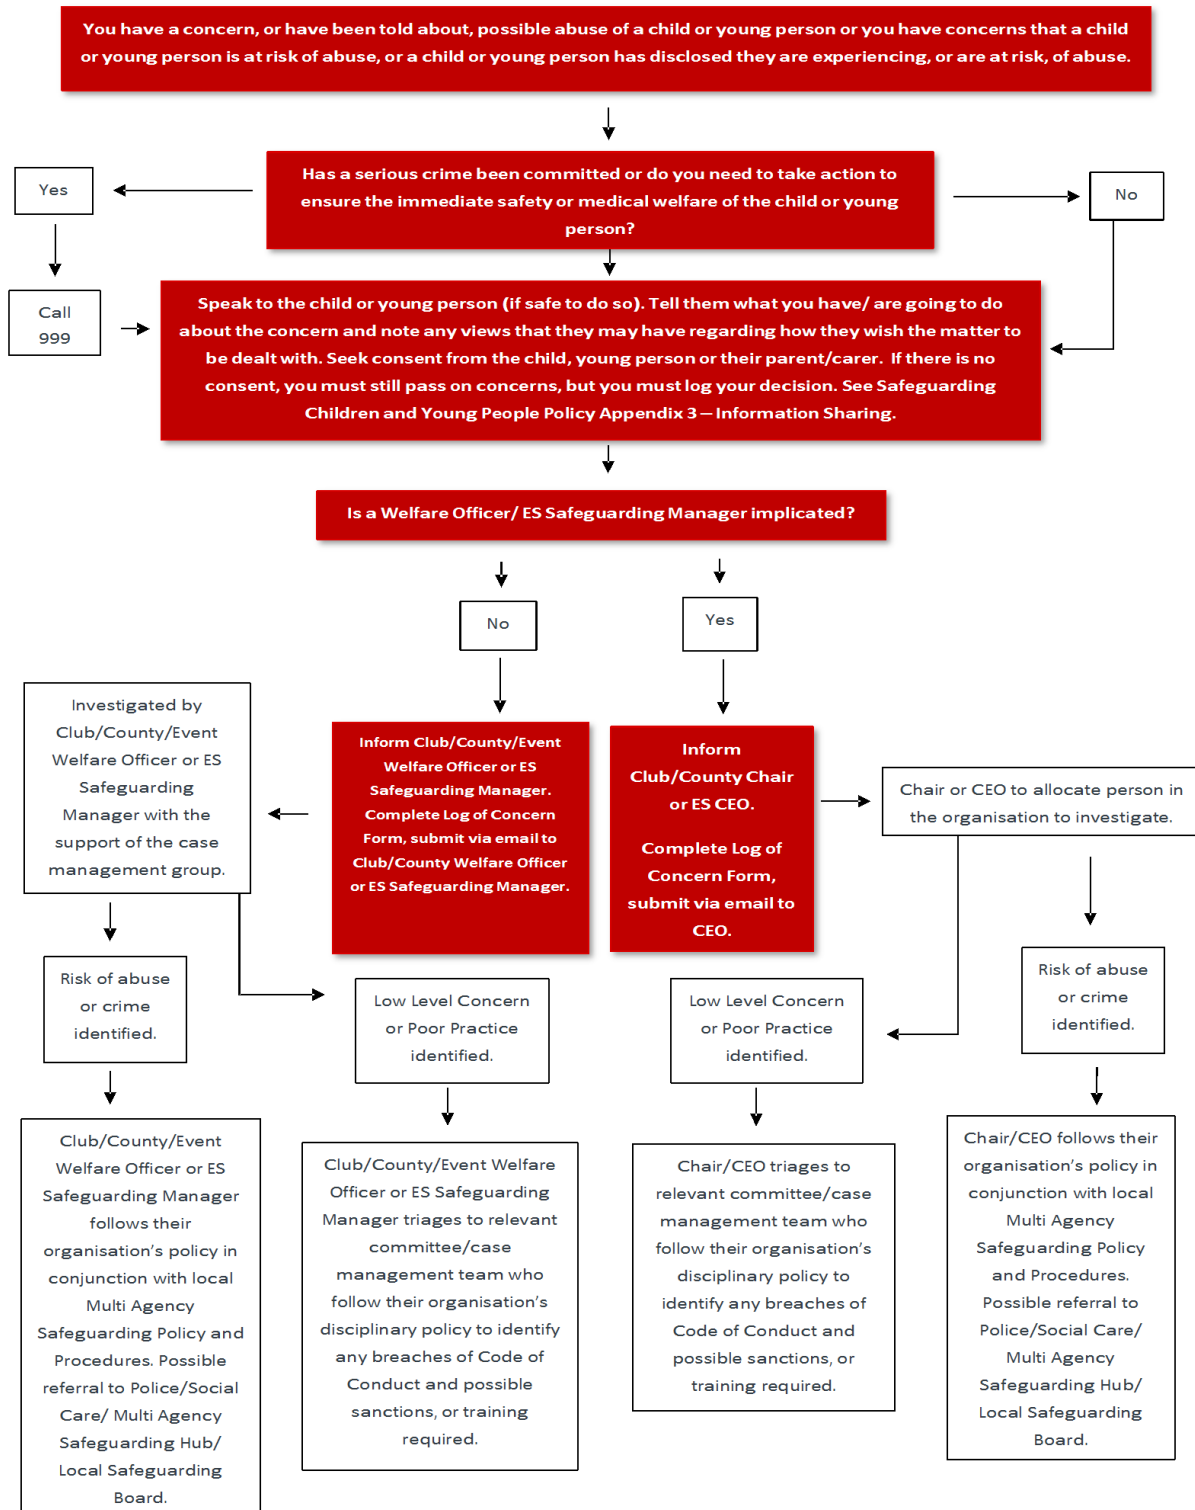 You have a concern, or have been told about, possible abuse of a child or young person or you have concerns that a child
or young person is at risk of abuse, or a child or young person has disclosed they are experiencing, or are at risk, of abuse.
Has a serious crime been committed or do you need to take action to
ensure the immediate safety or medical welfare of the child or young
person?
Yes
No
Call
999
Speak to the child or young person (if safe to do so). Tell them what you have/ are going to do
about the concern and note any views that they may have regarding how they wish the matter to
be dealt with. Seek consent from the child, young person or their parent/carer. If there is no
consent, you must still pass on concerns, but you must log your decision. See Safeguarding
Children and Young People Policy Appendix 3 – Information Sharing.
Is a Welfare Officer/ ES Safeguarding Manager implicated?
No
Yes
Investigated by
Club/County/Event
Welfare Officer or ES
Safeguarding
Manager with the
support of the case
management group.
Inform Club/County/Event
Welfare Officer or ES
Safeguarding Manager.
Complete Log of Concern
Form, submit via email to
Club/County Welfare Officer
or ES Safeguarding Manager.
Inform
Club/County Chair
or ES CEO.
Complete Log of
Concern Form,
submit via email to
CEO.
Chair or CEO to allocate person in
the organisation to investigate.
Risk of abuse
or crime
identified.
Low Level Concern
or Poor Practice
identified.
Low Level Concern
or Poor Practice
identified.
Risk of abuse
or crime
identified.
Club/County/Event
Welfare Officer or ES
Safeguarding Manager
follows their
organisation's policy in
conjunction with local
Multi Agency
Safeguarding Policy and
Procedures. Possible
referral to Police/Social
Care/ Multi Agency
Safeguarding Hub/
Local Safeguarding
Board.
Club/County/Event Welfare
Officer or ES Safeguarding
Manager triages to relevant
committee/case
management team who
follow their organisation's
disciplinary policy to identify
any breaches of Code of
Conduct and possible
sanctions, or training
required.
Chair/CEO triages to
relevant committee/case
management team who
follow their organisation's
disciplinary policy to
identify any breaches of
Code of Conduct and
possible sanctions, or
training required.
Chair/CEO follows their
organisation's policy in
conjunction with local
Multi Agency
Safeguarding Policy
and Procedures.
Possible referral to
Police/Social Care/
Multi Agency
Safeguarding Hub/
Local Safeguarding
Board.